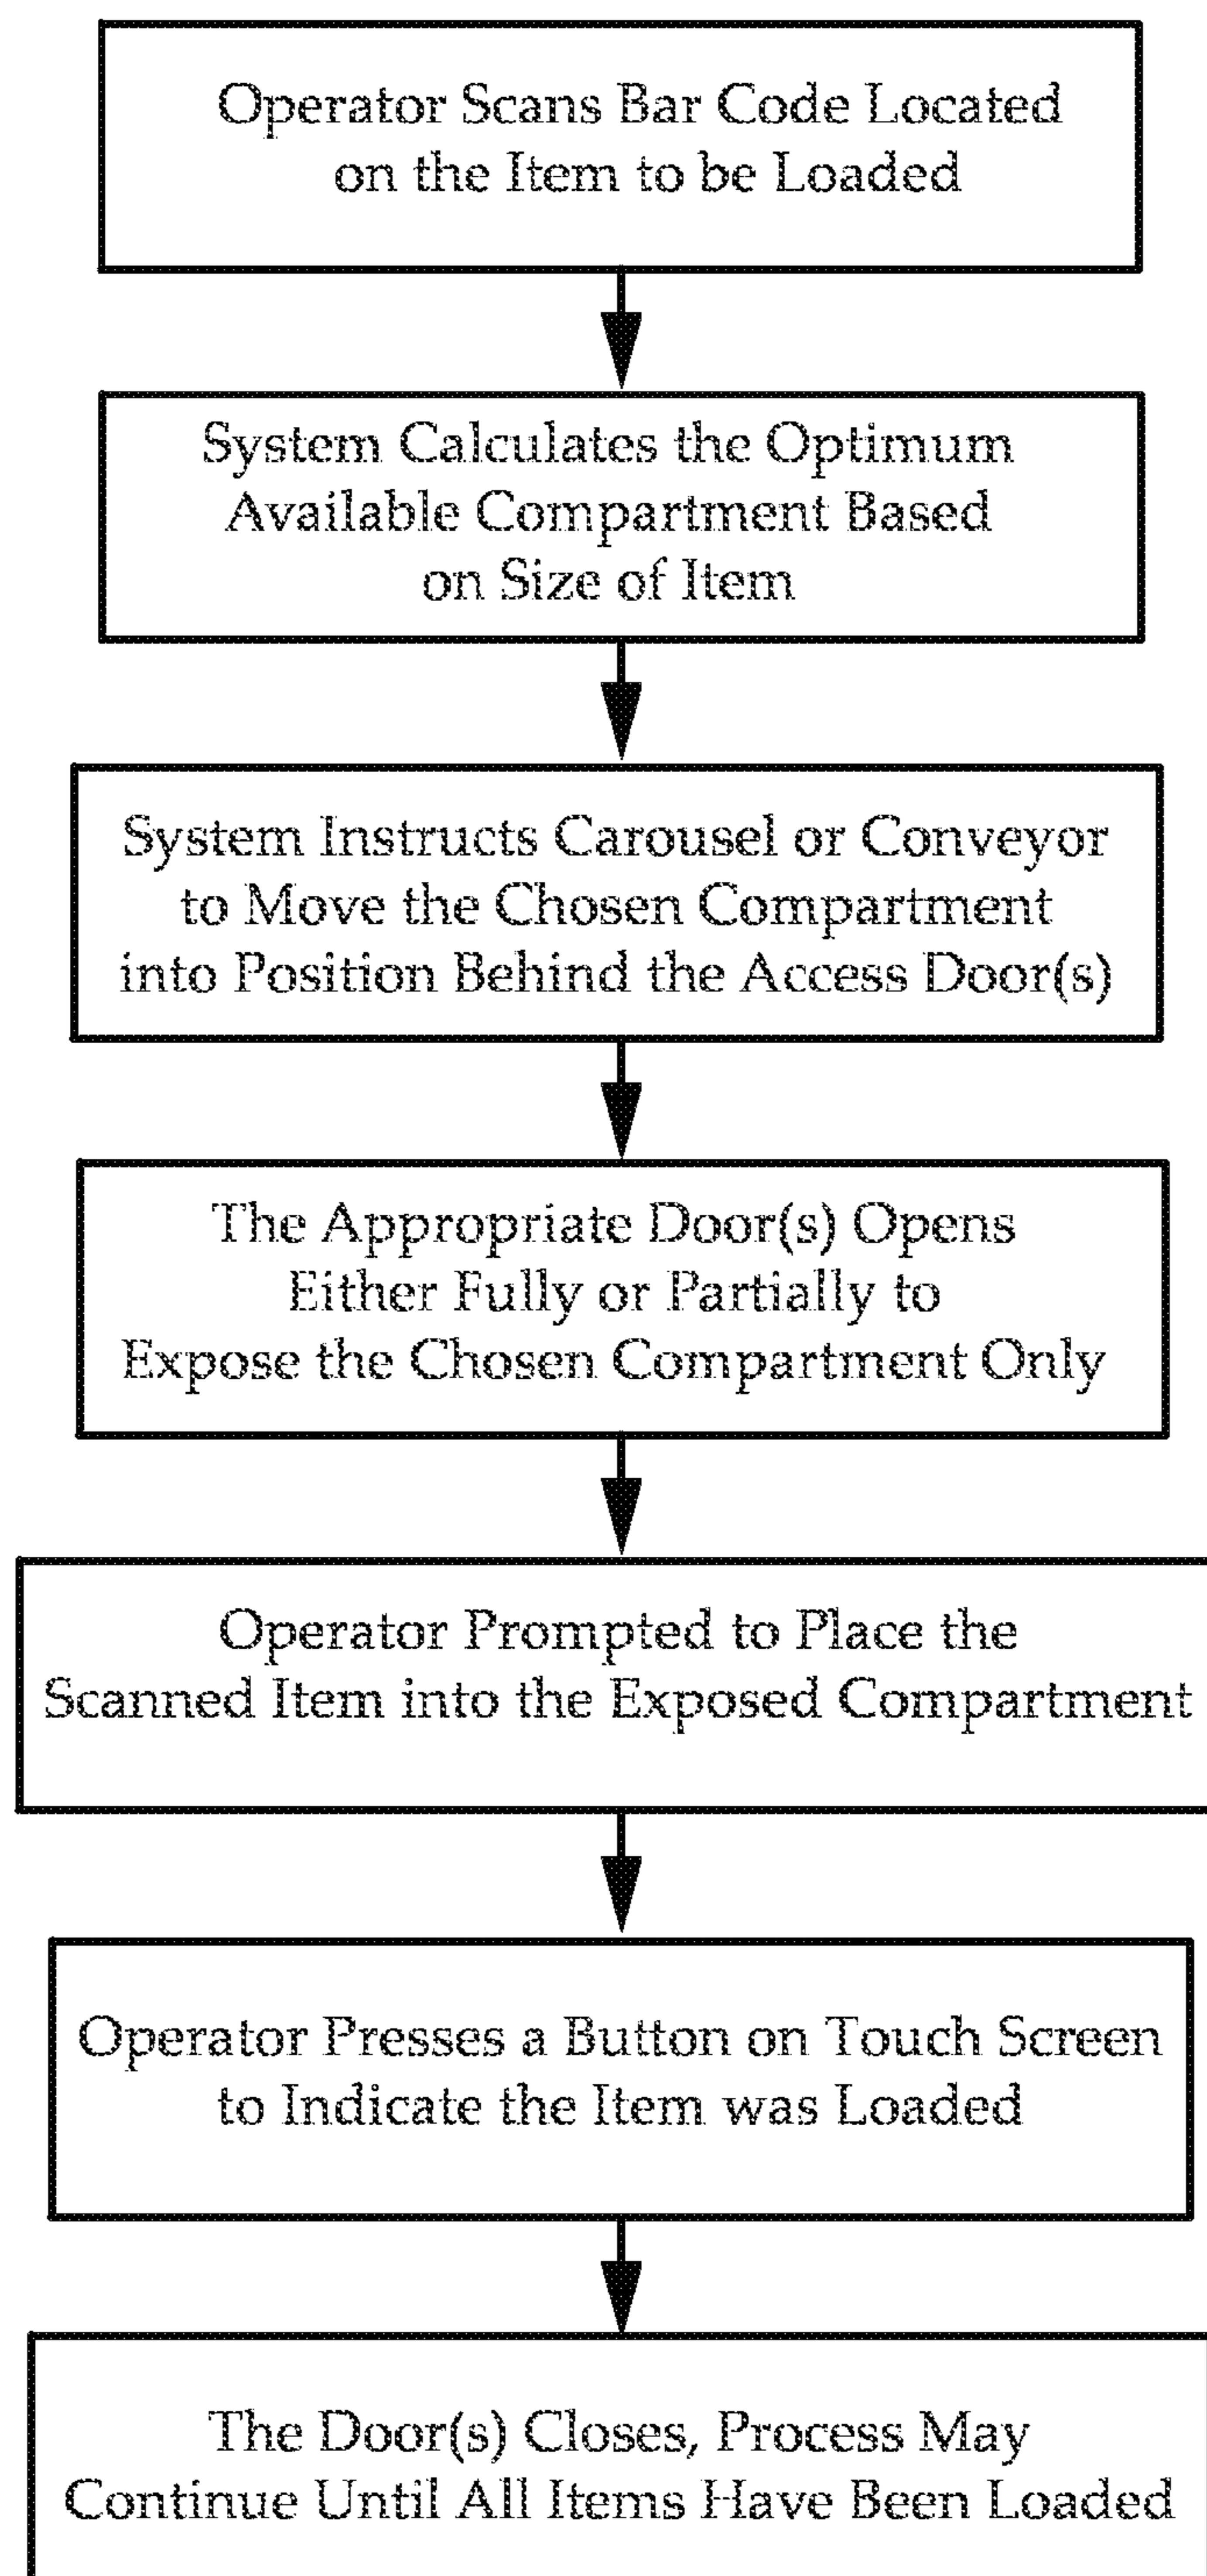 Operator Scans Bar Code Located
on the Item to be Loaded
System Calculates the Optimum
Available Compartment Based
on Size of Item
System Instructs Carousel or Conveyor
to Move the Chosen Compartment
into Position Behind the Access Door(s)
The Appropriate Door(s) Opens
Either Fully or Partially to
Expose the Chosen Compartment Only
Operator Prompted to Place the
Scanned Item into the Exposed Compartment
Operator Presses a Button on Touch Screen
to Indicate the Item was Loaded
The Door(s) Closes, Process May
Continue Until All Items Have Been Loaded